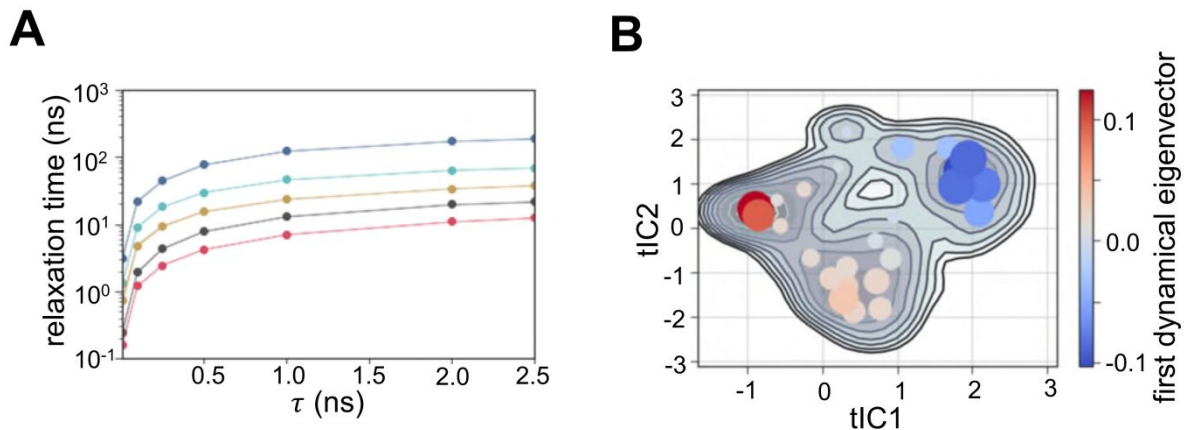 A
relaxation time (ns)
10³
10²
10¹
10⁰
10⁻¹
0.5 1.0 1.5 2.0 2.5
τ (ns)
B
tIC2
3
2
1
0
-1
-2
-3
-1 0 1 2 3
tIC1
0.1
0.0
-0.1
first dynamical eigenvector